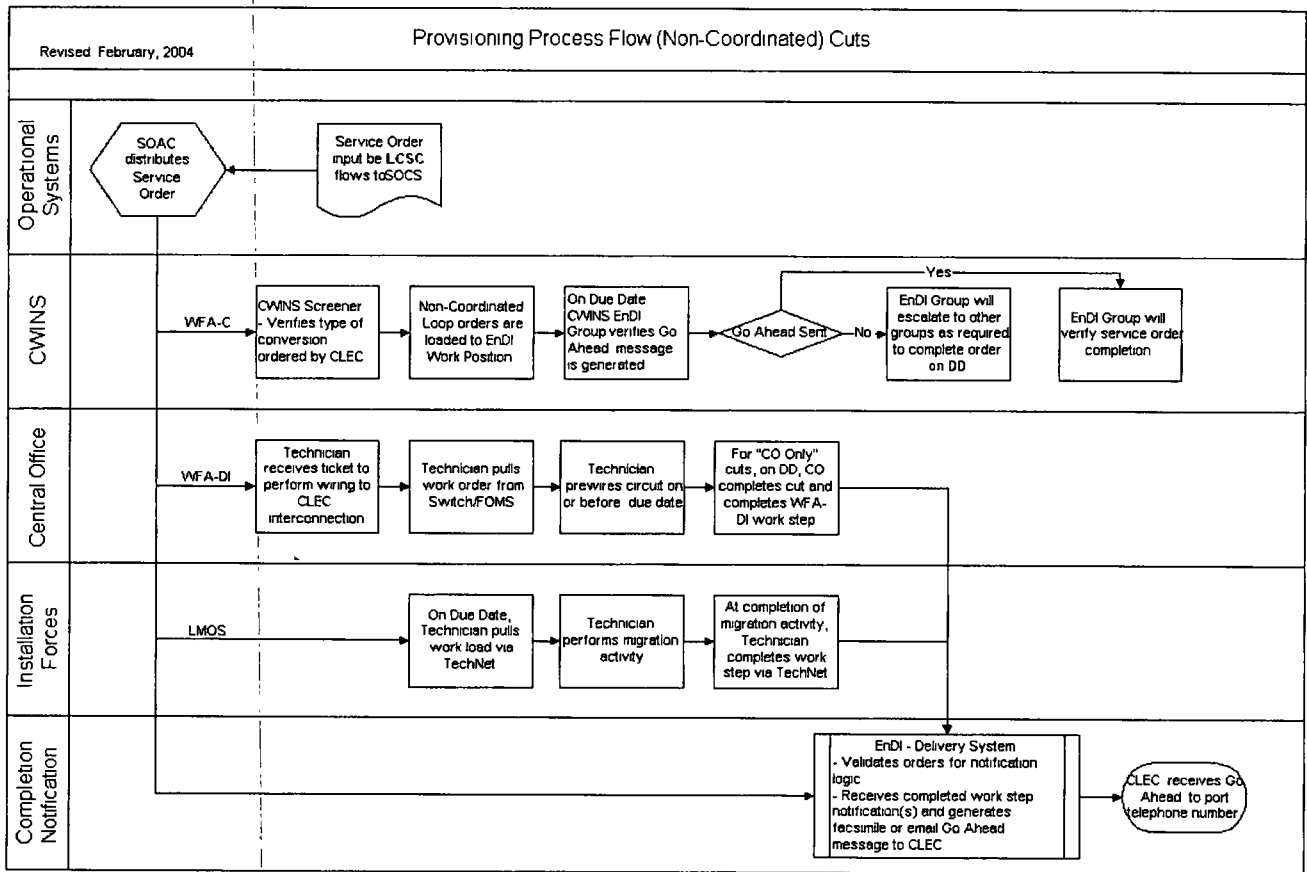 Provisioning Process Flow (Non-Coordinated) Cuts
Revised February, 2004
Operational
Systems
SOAC
distributes
Service
Order
Service Order
input be LCSC
flows toSOCS
CWINS
WFA-C
CWINS Screener
- Verifies type of
conversion
ordered by CLEC
Non-Coordinated
Loop orders are
loaded to EnDI
Work Position
On Due Date
CWINS EnDI
Group verifies Go
Ahead message
is generated
Go Ahead Sent
Yes
No
EnDI Group will
escalate to other
groups as required
to complete order
on DD
EnDI Group will
verify service order
completion
Central Office
WFA-DI
Technician
receives ticket to
perform wiring to
CLEC
interconnection
Technician pulls
work order from
Switch/FOMS
Technician
prewires circuit on
or before due date
For "CO Only"
cuts, on DD, CO
completes cut and
completes WFA-
DI work step
Installation
Forces
LMOS
On Due Date,
Technician pulls
work load via
TechNet
Technician
performs migration
activity
At completion of
migration activity,
Technician
completes work
step via TechNet
Completion
Notification
EnDI - Delivery System
- Validates orders for notification
logic
- Receives completed work step
notification(s) and generates
facsimile or email Go Ahead
message to CLEC
CLEC receives Go
Ahead to port
telephone number